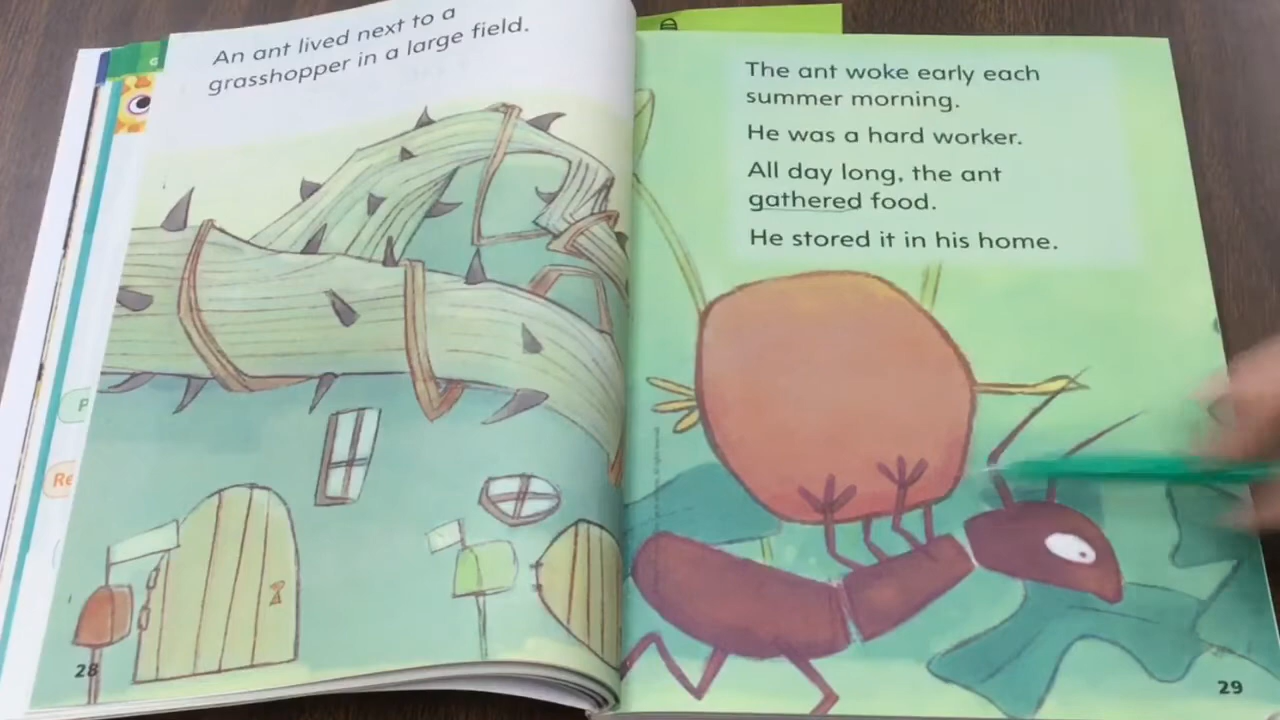 An ant lived next to a
grasshopper in a large field.
28
The ant woke early each
summer morning.
He was a hard worker.
All day long, the ant
gathered food.
He stored it in his home.
29
G
P
Re